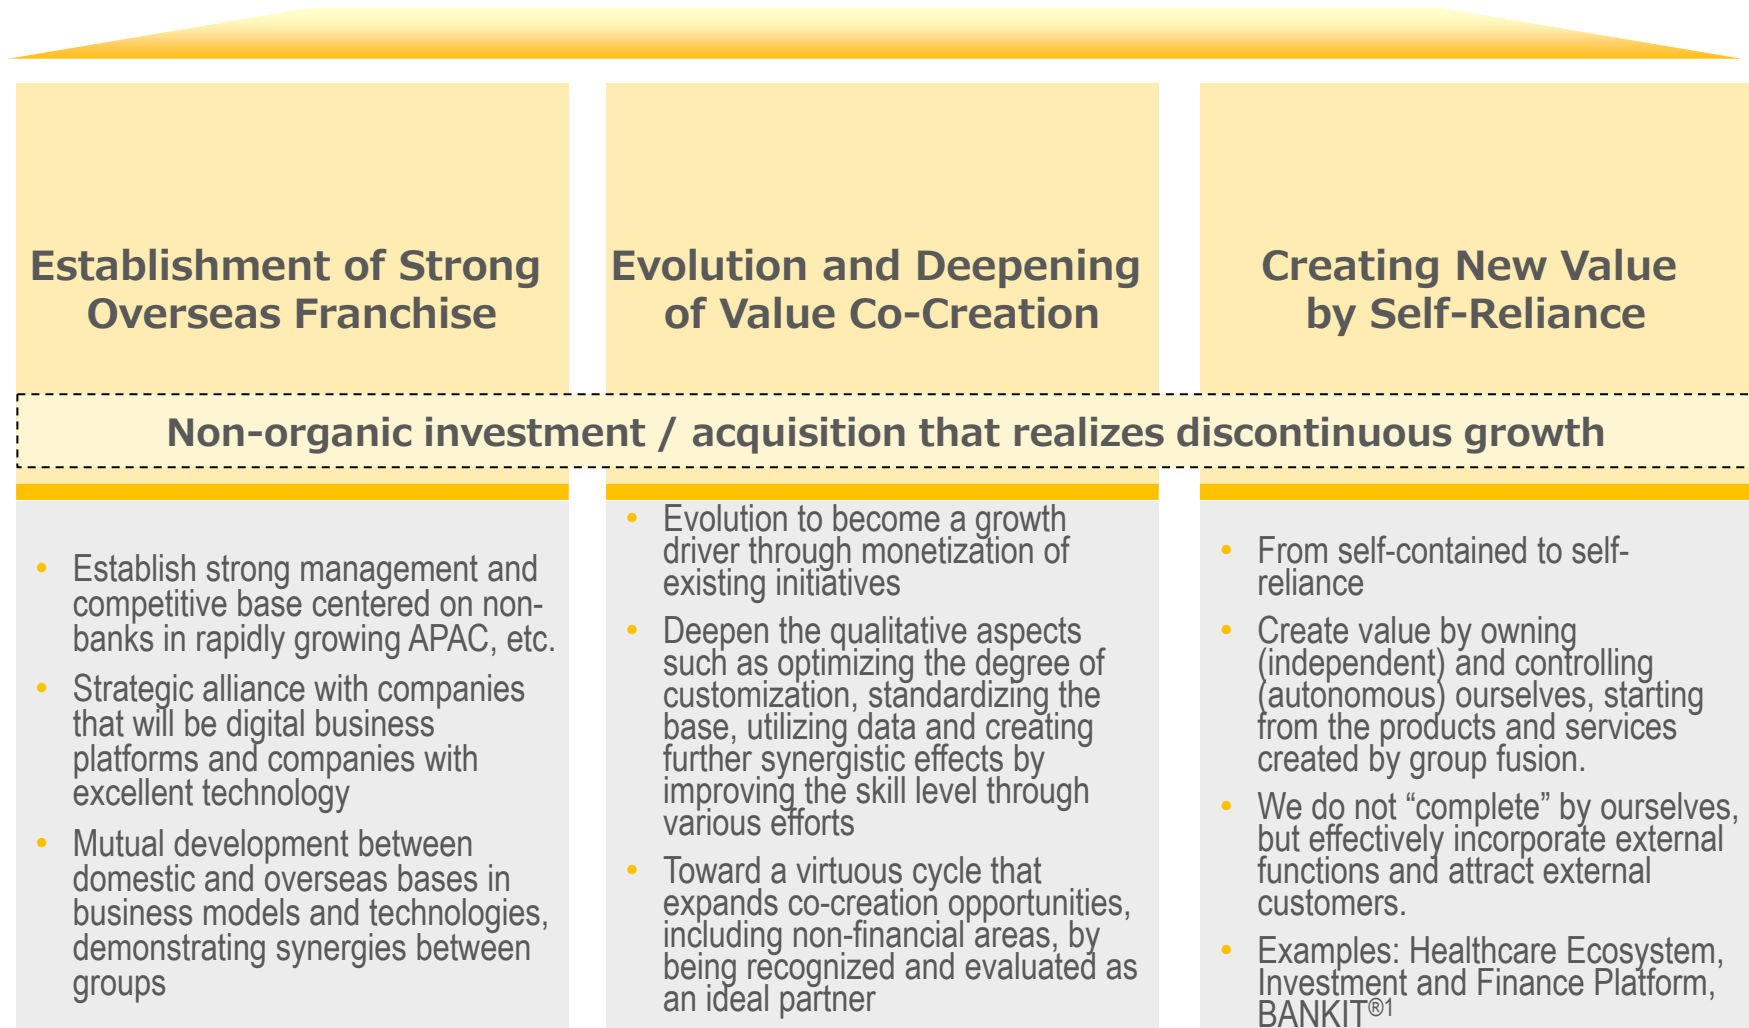 Establishment of Strong
Overseas Franchise
Evolution and Deepening
of Value Co-Creation
Creating New Value
by Self-Reliance
Non-organic investment / acquisition that realizes discontinuous growth
• Establish strong management and
competitive base centered on non-
banks in rapidly growing APAC, etc.
• Strategic alliance with companies
that will be digital business
platforms and companies with
excellent technology
• Mutual development between
domestic and overseas bases in
business models and technologies,
demonstrating synergies between
groups
• Evolution to become a growth
driver through monetization of
existing initiatives
• Deepen the qualitative aspects
such as optimizing the degree of
customization, standardizing the
base, utilizing data and creating
further synergistic effects by
improving the skill level through
various efforts
• Toward a virtuous cycle that
expands co-creation opportunities,
including non-financial areas, by
being recognized and evaluated as
an ideal partner
• From self-contained to self-
reliance
• Create value by owning
(independent) and controlling
(autonomous) ourselves, starting
from the products and services
created by group fusion.
• We do not “complete” by ourselves,
but effectively incorporate external
functions and attract external
customers.
• Examples: Healthcare Ecosystem,
Investment and Finance Platform,
BANKIT®1